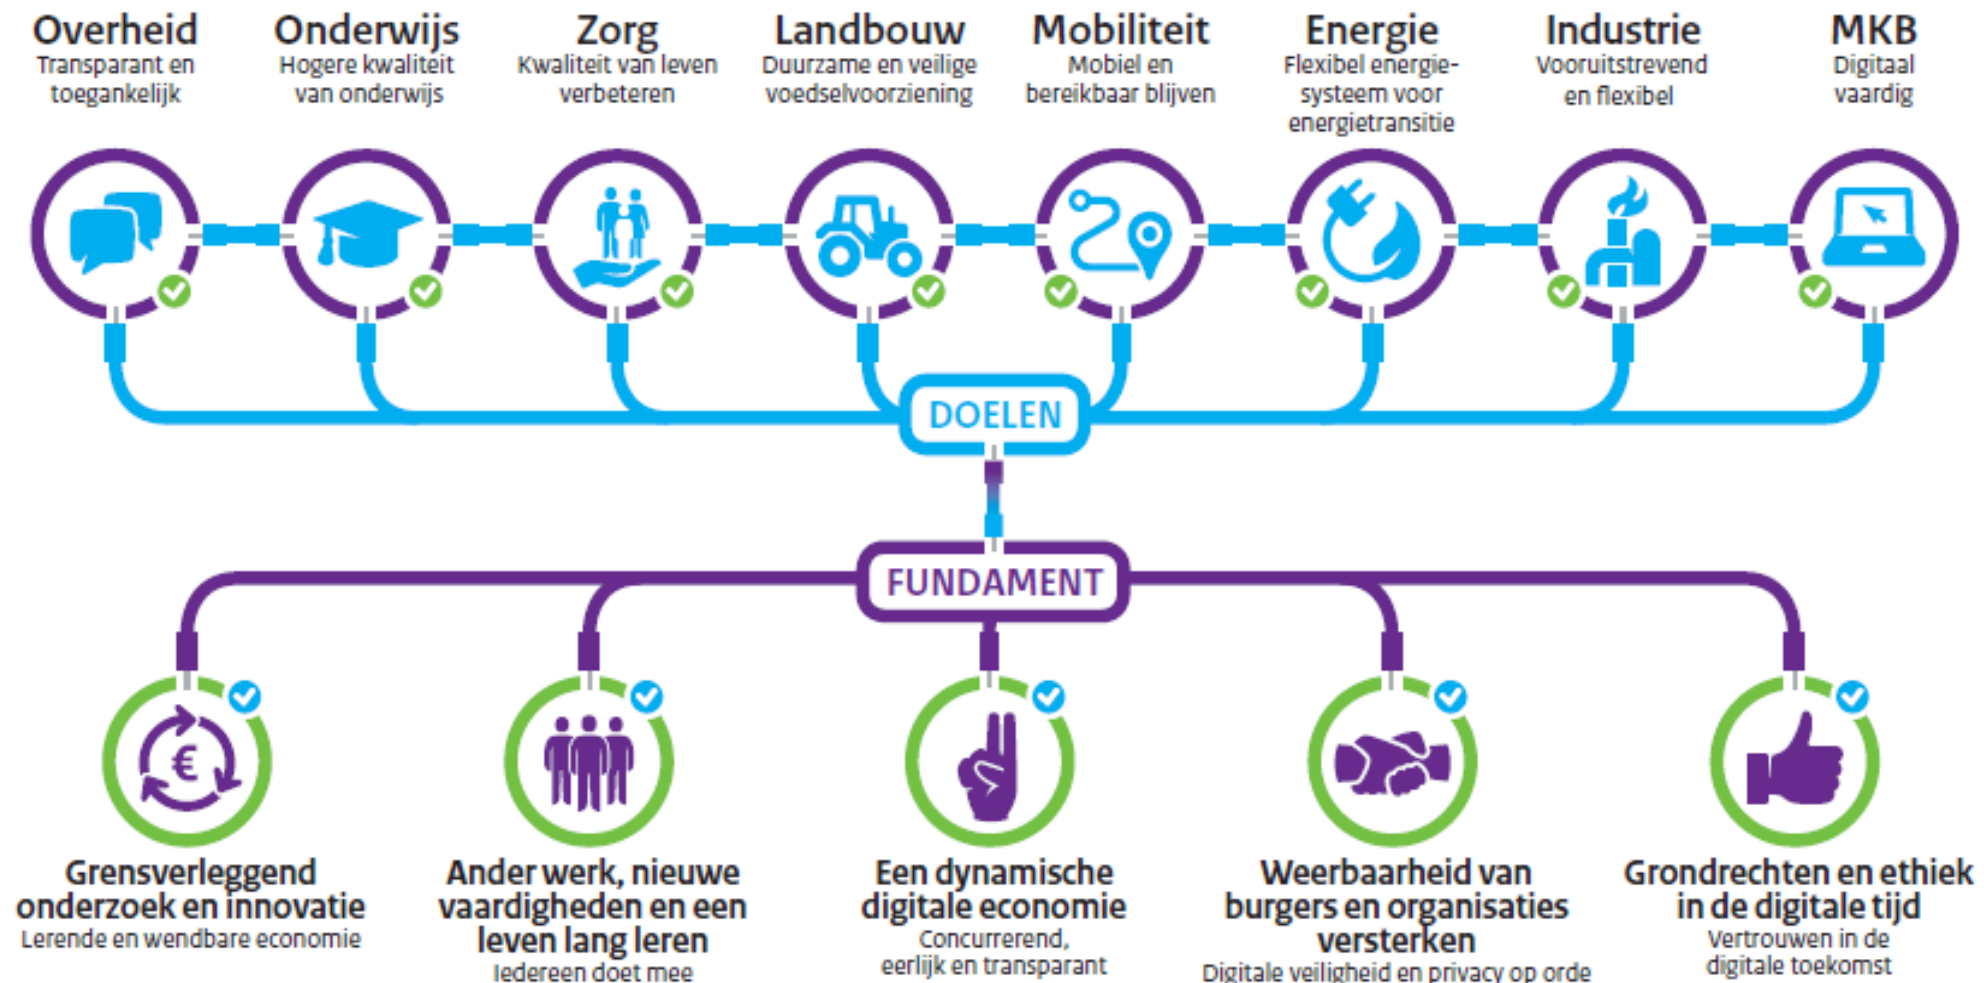 Overheid
Transparant en
toegankelijk
Onderwijs
Hogere kwaliteit
van onderwijs
Zorg
Kwaliteit van leven
verbeteren
Landbouw
Duurzame en veilige
voedselvoorziening
Mobiliteit
Mobiel en
bereikbaar blijven
Energie
Flexibel energie-
systeem voor
energietransitie
Industrie
Vooruitstrevend
en flexibel
MKB
Digitaal
vaardig
DOELEN
FUNDAMENT
€
Grensverleggend
onderzoek en innovatie
Lerende en wendbare economie
Ander werk, nieuwe
vaardigheden en een
leven lang leren
Iedereen doet mee
Een dynamische
digitale economie
Concurrerend,
eerlijk en transparant
Weerbaarheid van
burgers en organisaties
versterken
Digitale veiligheid en privacy op orde
Grondrechten en ethiek
in de digitale tijd
Vertrouwen in de
digitale toekomst